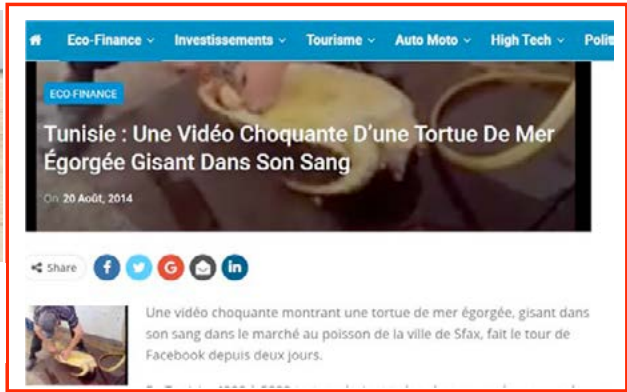 Eco-Finance Investissements Tourisme Auto Moto High Tech Polit
ECO-FINANCE
Tunisie : Une Vidéo Choquante D'une Tortue De Mer
Égorgée Gisant Dans Son Sang
On 20 Août, 2014
Share
Une vidéo choquante montrant une tortue de mer égorgée, gisant dans
son sang dans le marché au poisson de la ville de Sfax, fait le tour de
Facebook depuis deux jours.